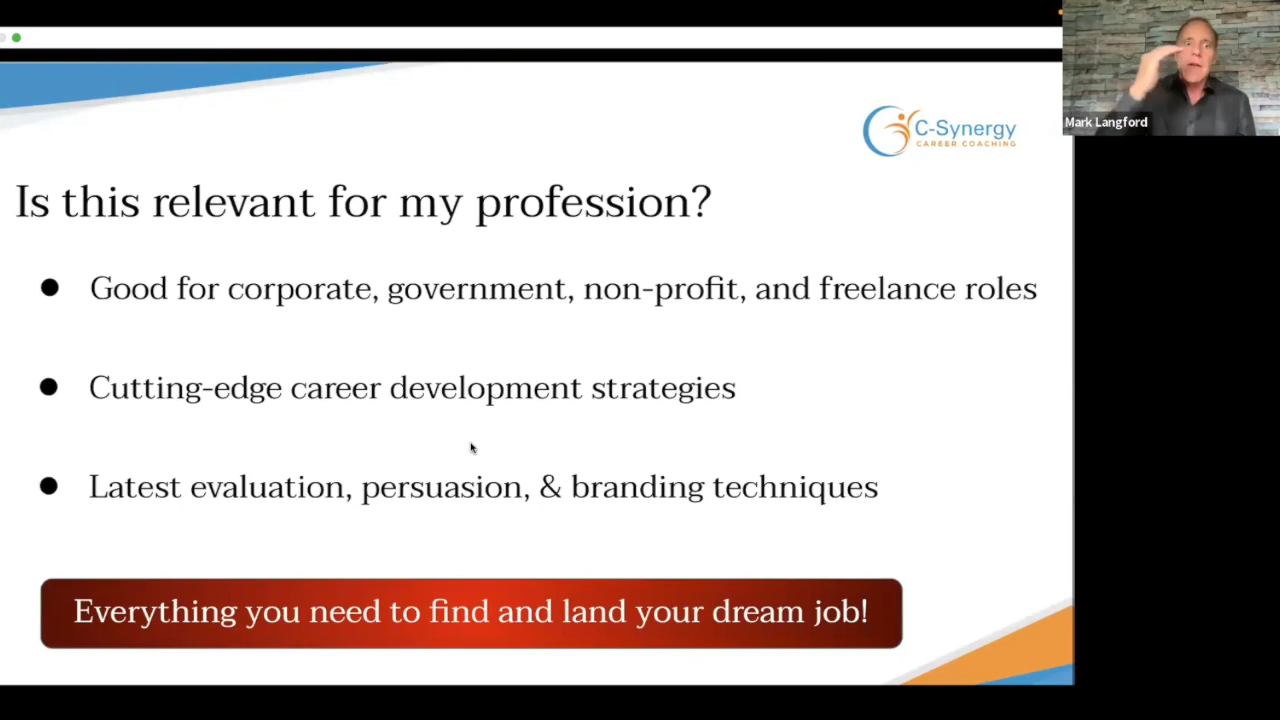 C-Synergy
CAREER COACHING
Mark Langford
Is this relevant for my profession?
Good for corporate, government, non-profit, and freelance roles
Cutting-edge career development strategies
Latest evaluation, persuasion, & branding techniques
Everything you need to find and land your dream job!